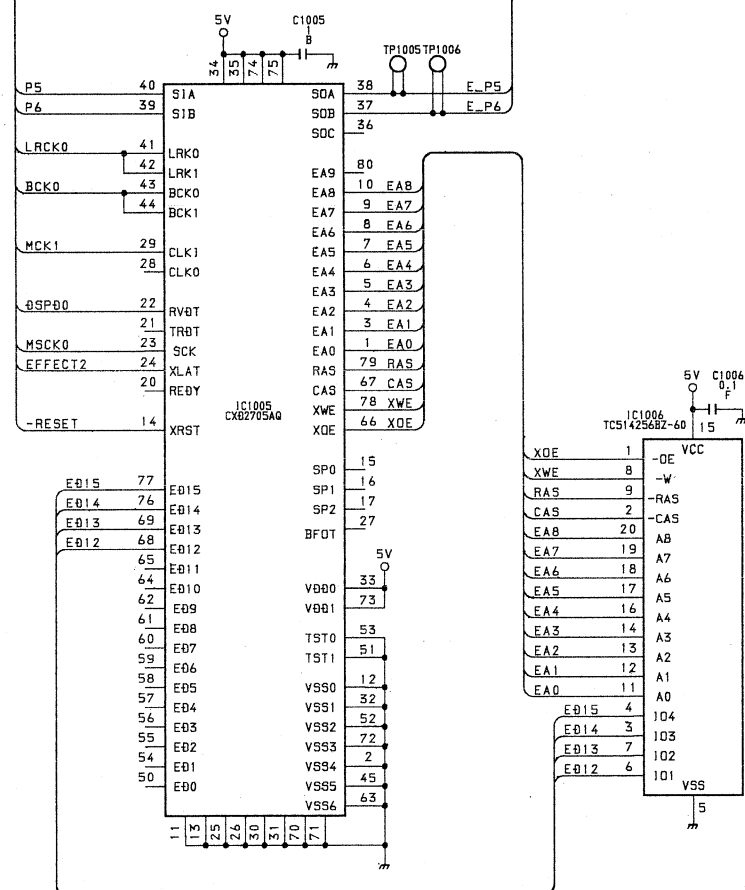 5V
C1005
1
B
34 35 74 75
TP1005 TP1006
P5 40 SIA
P6 39 SIB
LRCK0 41 LRK0
42 LRK1
BCK0 43 BCK0
44 BCK1
MCK1 29 CLKI
28 CLKO
DSPD0 22 RVDT
21 TRDT
MSCK0 23 SCK
EFFECT2 24 XLAT
20 REDY
-RESET 14 XRST
ED15 77 ED15
ED14 76 ED14
ED13 69 ED13
ED12 68 ED12
65 ED11
64 ED10
62 ED9
61 ED8
60 ED7
59 ED6
58 ED5
57 ED4
56 ED3
55 ED2
54 ED1
50 ED0
IC1005
CXD2705AQ
SOA 38 E_P5
SOB 37 E_P6
SOC 36
EA9 80
EA8 10 EA8
EA7 9 EA7
EA6 8 EA6
EA5 7 EA5
EA4 6 EA4
EA3 5 EA3
EA2 4 EA2
EA1 3 EA1
EA0 1 EA0
RAS 79 RAS
CAS 67 CAS
XWE 78 XWE
XOE 66 XOE
SP0 15
SP1 16
SP2 17
BFOT 27
5V
VDD0 33
VDD1 73
TST0 53
TST1 51
VSS0 12
VSS1 32
VSS2 52
VSS3 72
VSS4 2
VSS5 45
VSS6 63
11 13 25 26 30 31 70 71
5V
C1006
0.1
F
IC1006
TC514256BZ-60
15
VCC
XOE 1 -OE
XWE 8 -W
RAS 9 -RAS
CAS 2 -CAS
EA8 20 A8
EA7 19 A7
EA6 18 A6
EA5 17 A5
EA4 16 A4
EA3 14 A3
EA2 13 A2
EA1 12 A1
EA0 11 A0
ED15 4 IO4
ED14 3 IO3
ED13 7 IO2
ED12 6 IO1
VSS
5